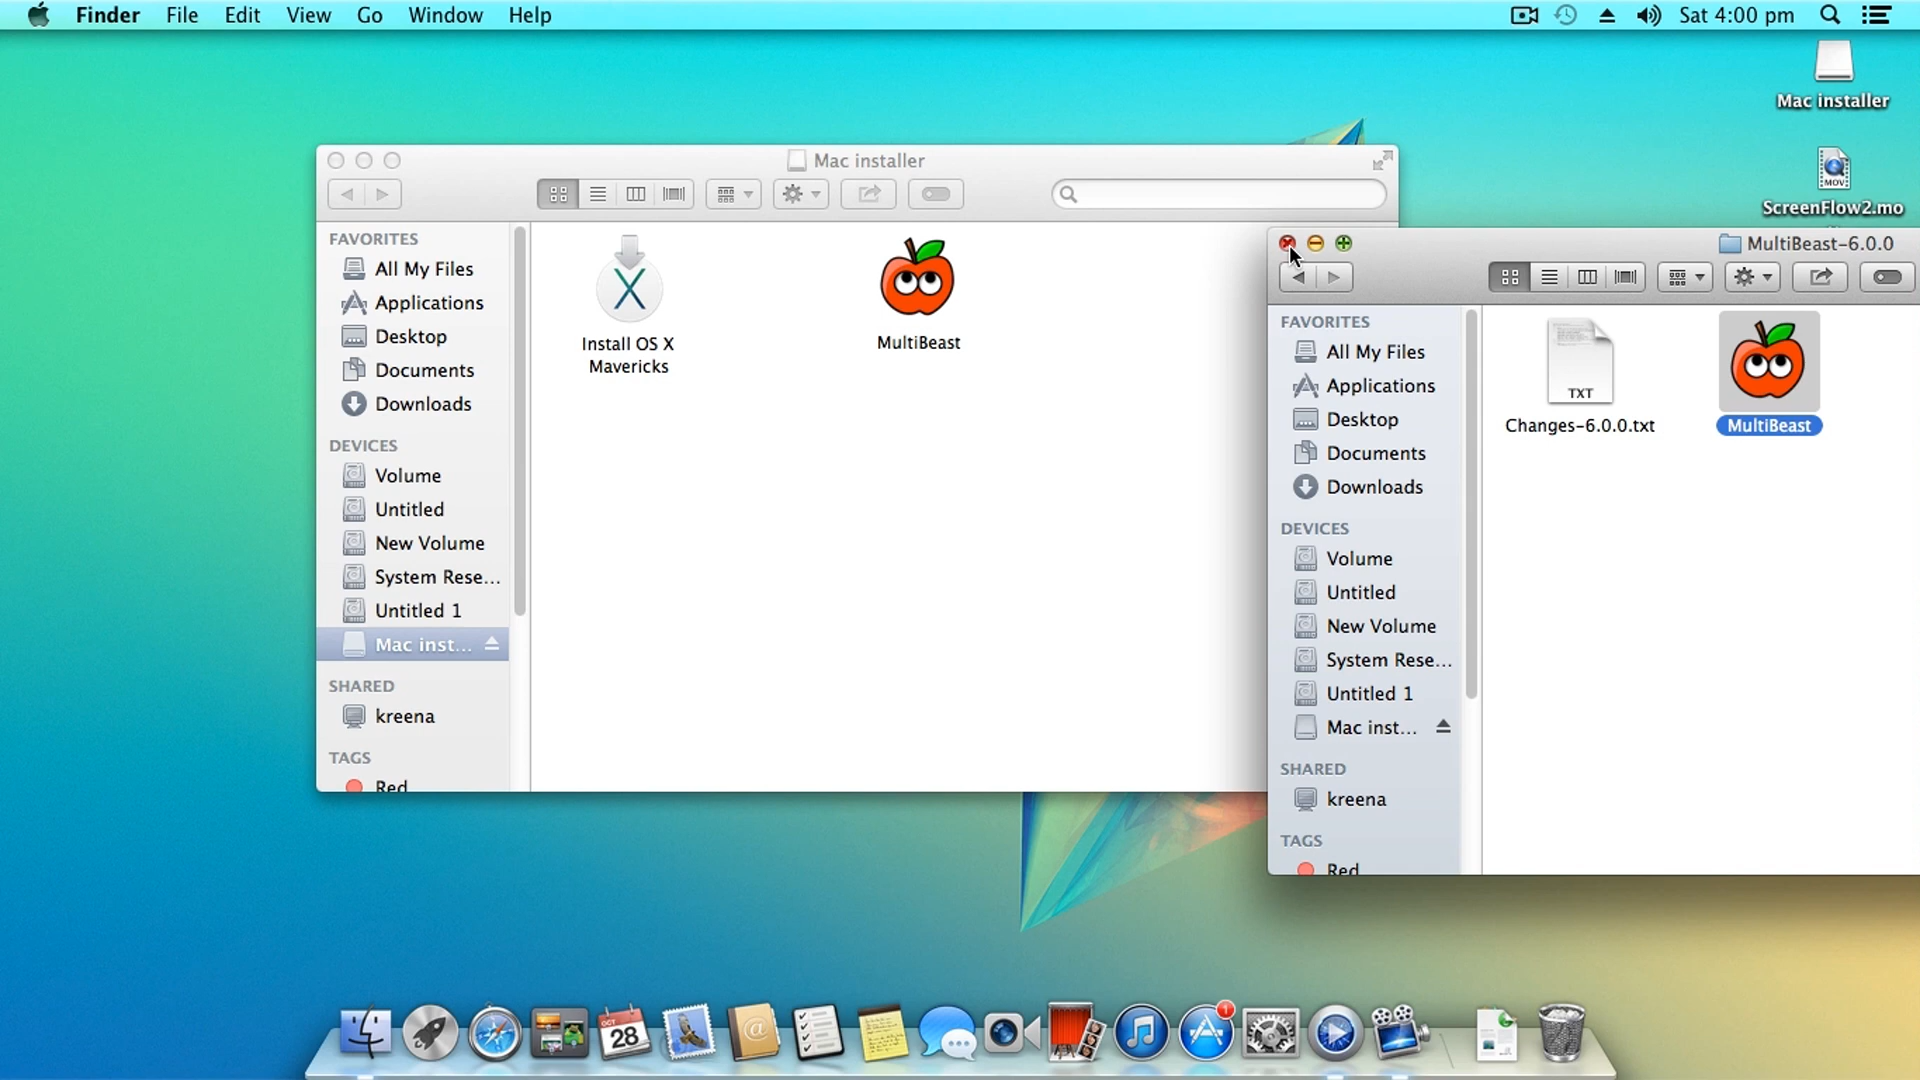 Finder File Edit View Go Window Help Sat 4:00 pm
Mac installer
MOV
ScreenFlow2.mo
Mac installer
FAVORITES
All My Files
Applications
Desktop
Documents
Downloads
DEVICES
Volume
Untitled
New Volume
System Rese...
Untitled 1
Mac inst...
SHARED
kreena
TAGS
Red
X
Install OS X
Mavericks
MultiBeast
MultiBeast-6.0.0
FAVORITES
All My Files
Applications
Desktop
Documents
Downloads
DEVICES
Volume
Untitled
New Volume
System Rese...
Untitled 1
Mac inst...
SHARED
kreena
TAGS
Red
TXT
Changes-6.0.0.txt
MultiBeast
OCT
28
@
1